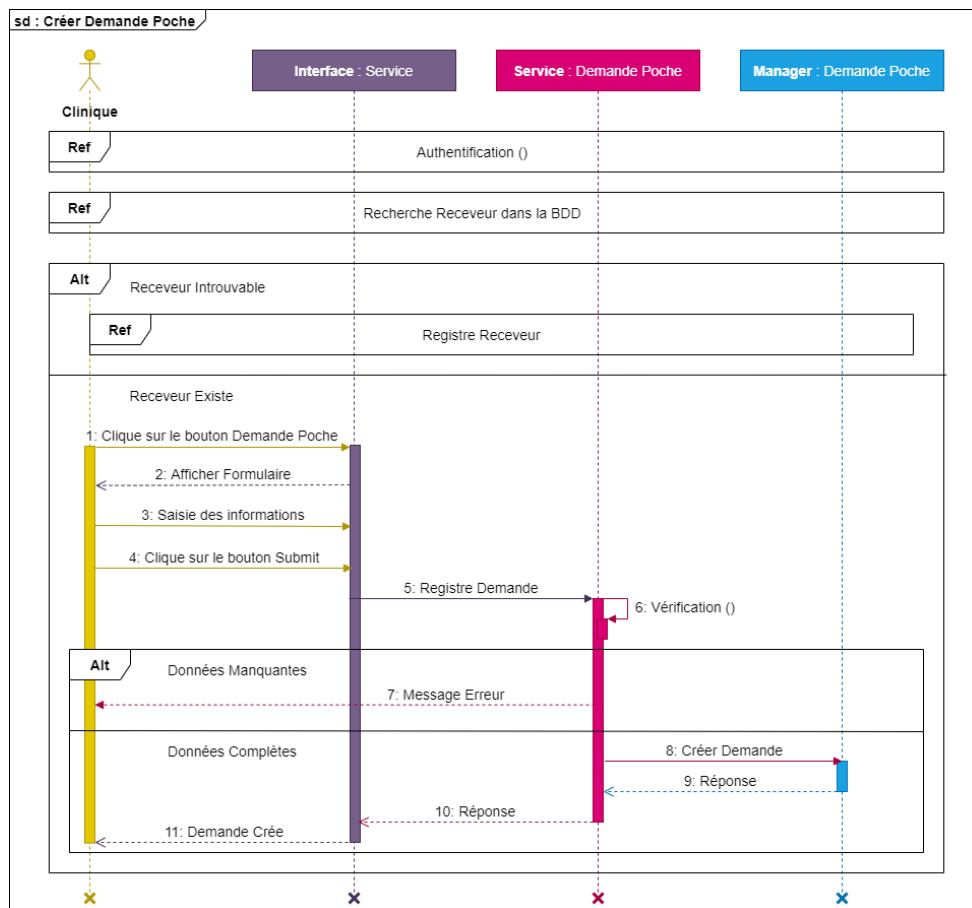 sd : Créer Demande Poche
Interface : Service
Service : Demande Poche
Manager : Demande Poche
Clinique
Ref
Authentification ()
Ref
Recherche Receveur dans la BDD
Alt
Receveur Introuvable
Ref
Registre Receveur
Receveur Existe
1: Clique sur le bouton Demande Poche
2: Afficher Formulaire
3: Saisie des informations
4: Clique sur le bouton Submit
5: Registre Demande
6: Vérification ()
Alt
Données Manquantes
7: Message Erreur
Données Complètes
8: Créer Demande
9: Réponse
10: Réponse
11: Demande Crée